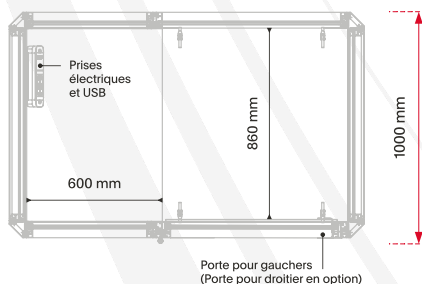 Prises
électriques
et USB
600 mm
860 mm
1000 mm
Porte pour gauchers
(Porte pour droitier en option)